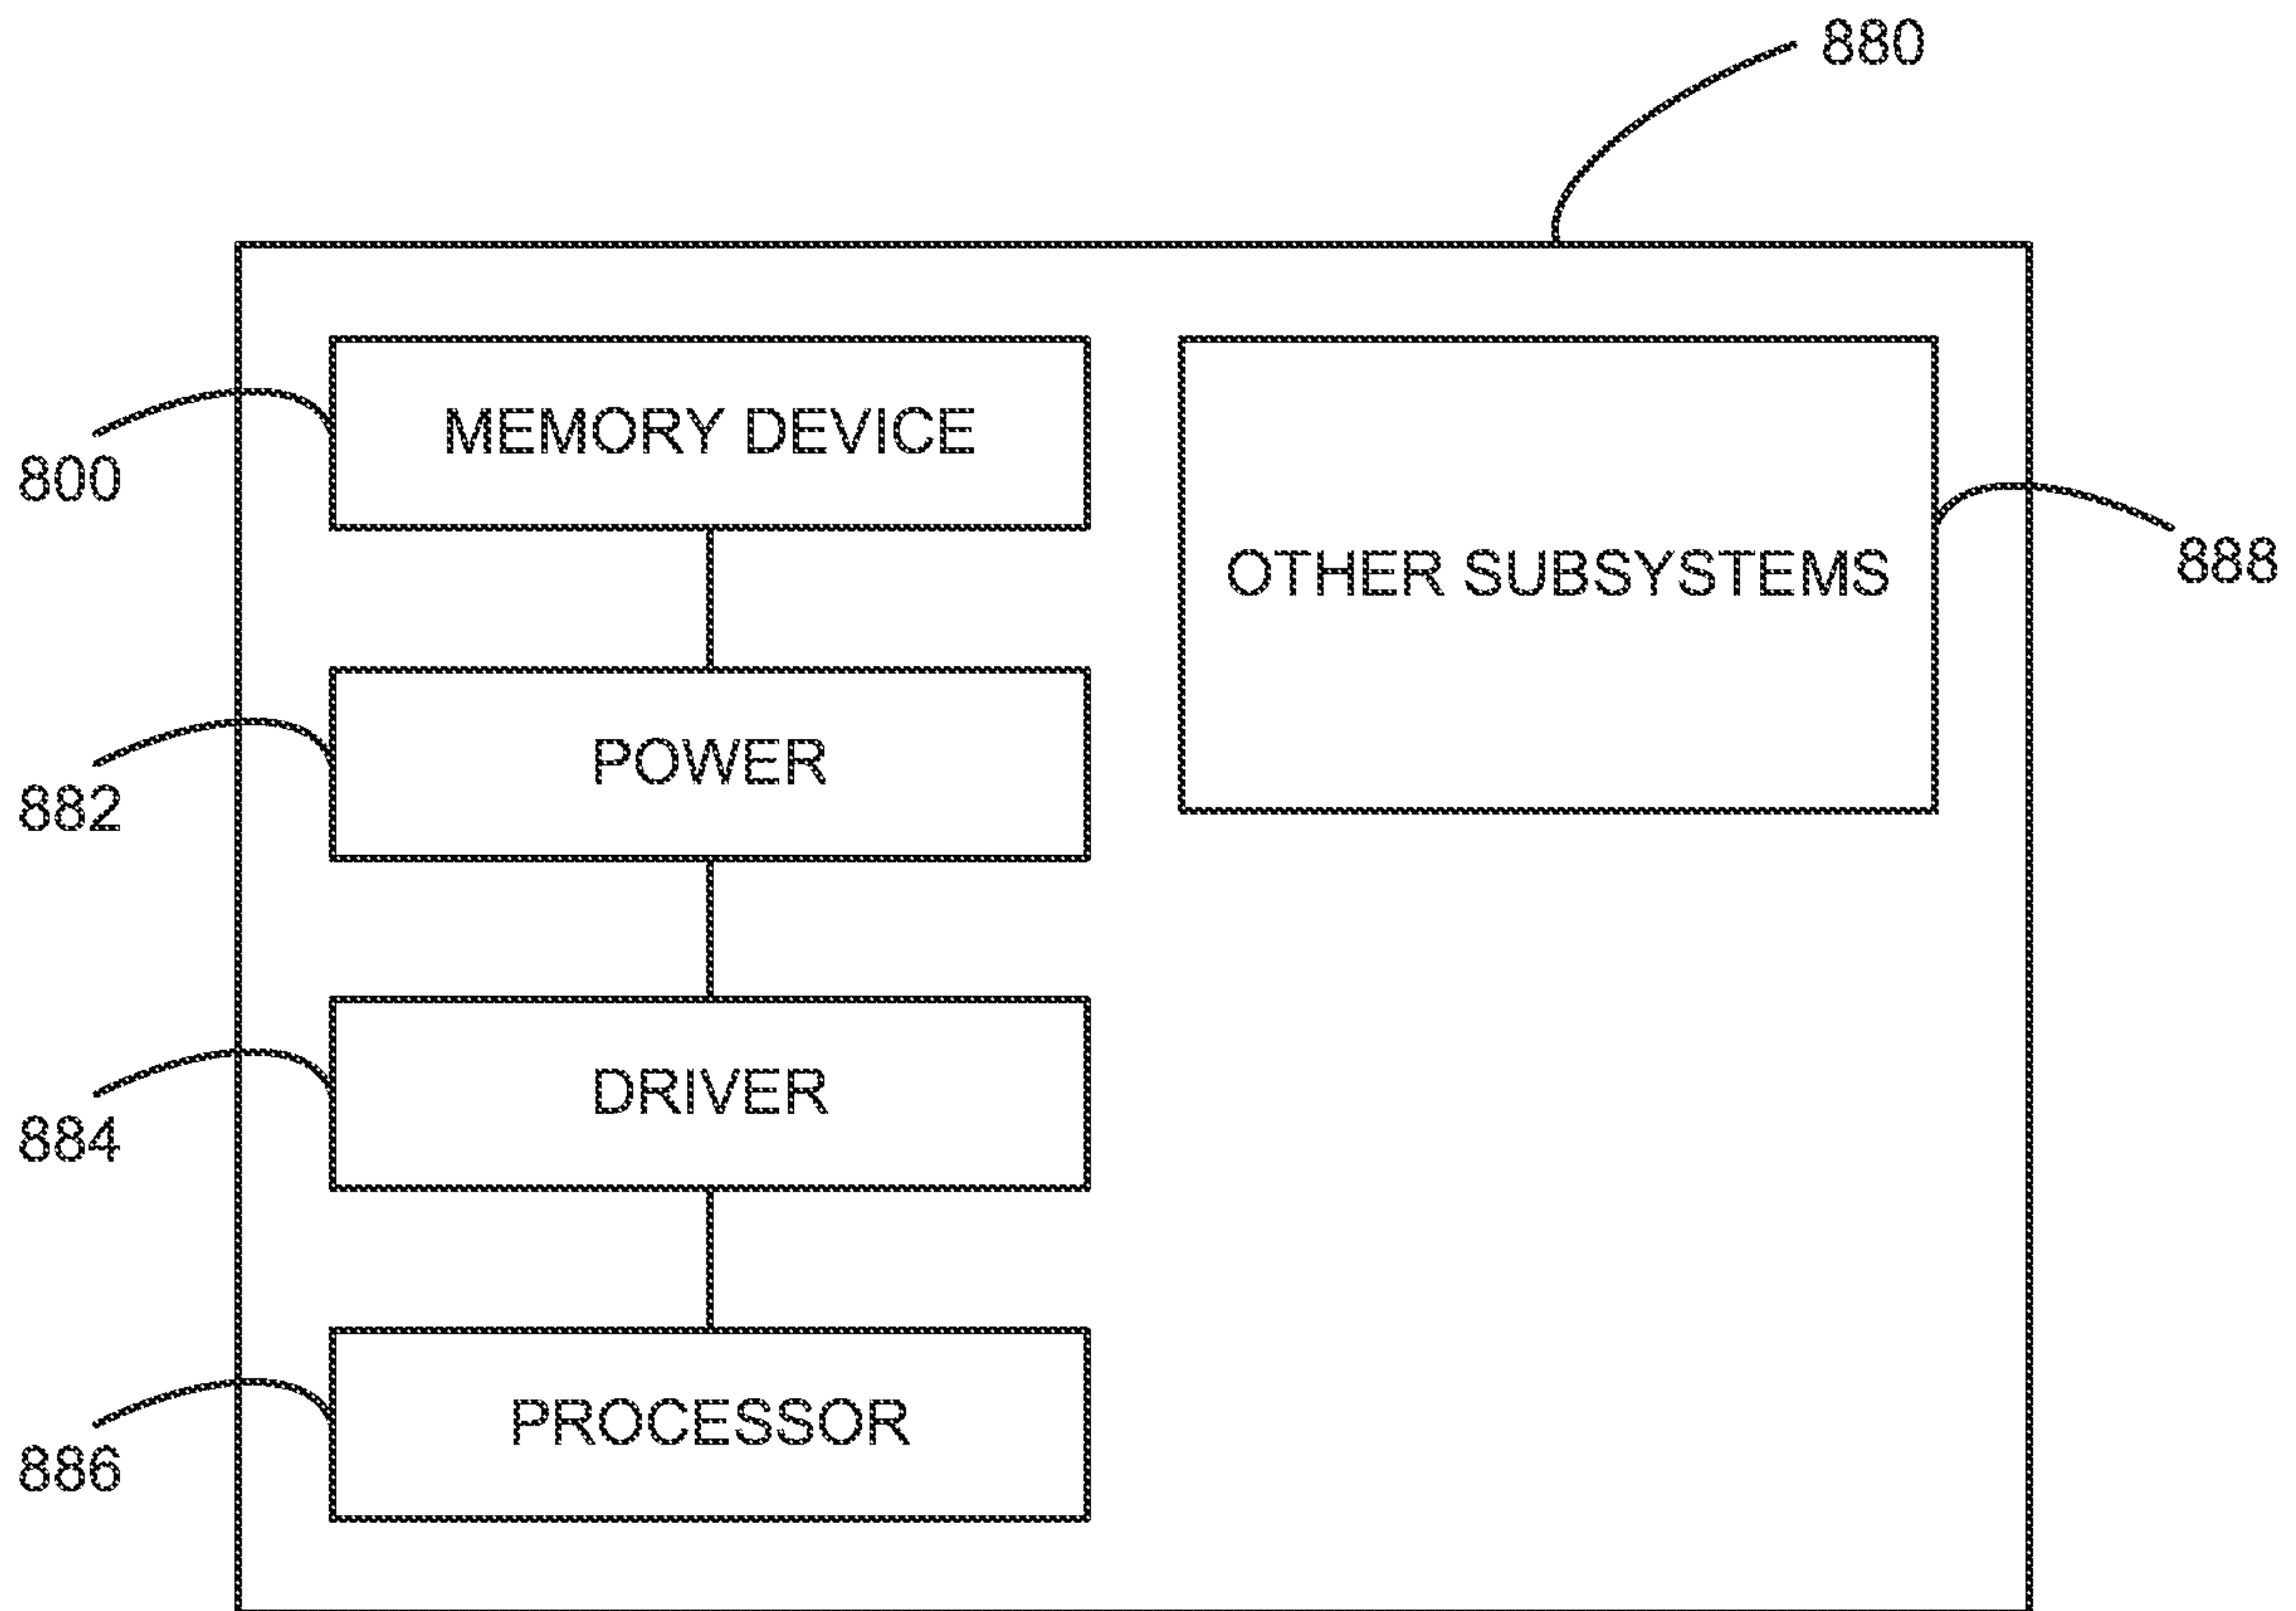 880
MEMORY DEVICE
800
OTHER SUBSYSTEMS
888
POWER
882
DRIVER
884
PROCESSOR
886